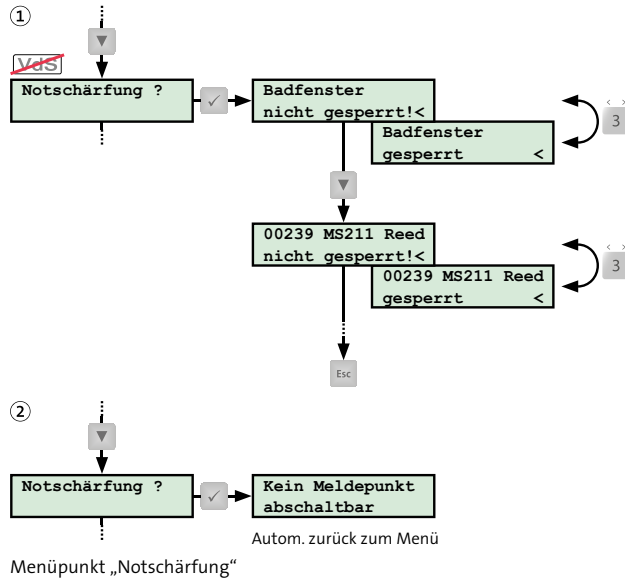 ①
VdS
Notschärfung ?
Badfenster
nicht gesperrt!<
Badfenster
gesperrt <
< >
3
00239 MS211 Reed
nicht gesperrt!<
00239 MS211 Reed
gesperrt <
< >
3
Esc
②
Notschärfung ?
Kein Meldepunkt
abschaltbar
Autom. zurück zum Menü
Menüpunkt „Notschärfung“